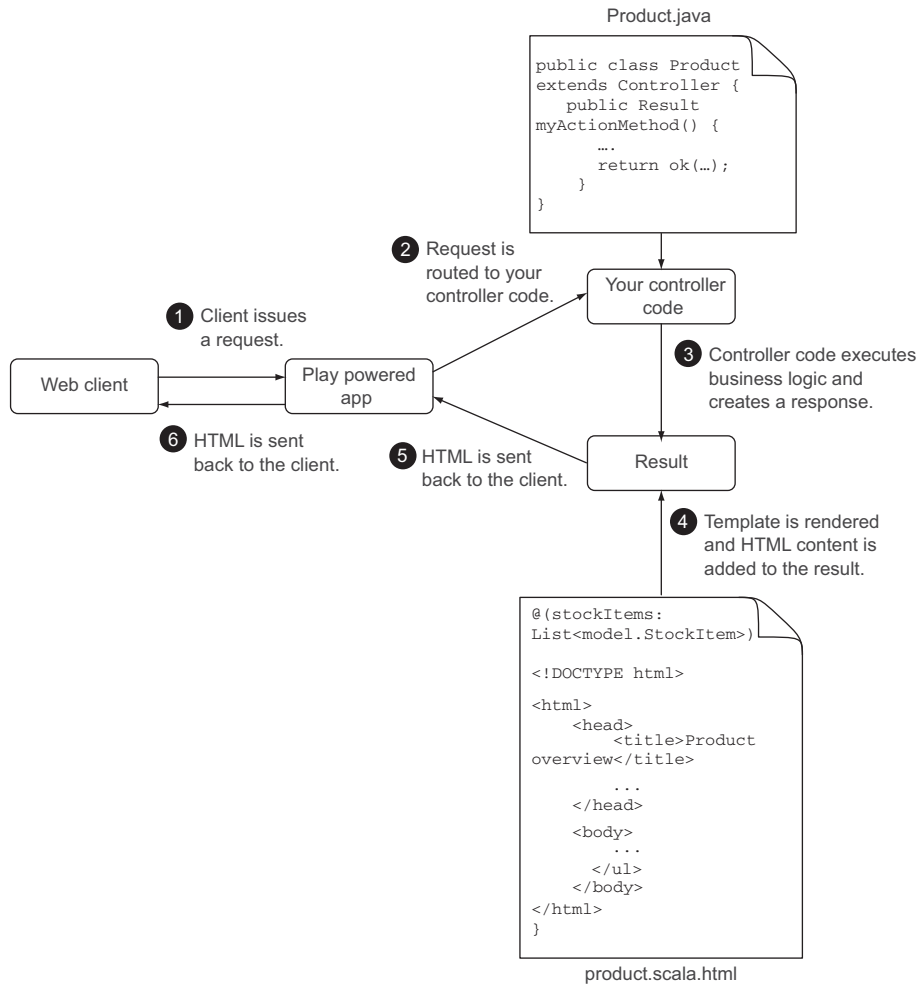 Product.java
public class Product
extends Controller {
public Result
myActionMethod() {
….
return ok(…);
}
}
2 Request is
routed to your
controller code.
Your controller
code
1 Client issues
a request.
3 Controller code executes
business logic and
creates a response.
Web client
Play powered
app
6 HTML is sent
back to the client.
5 HTML is sent
back to the client.
Result
4 Template is rendered
and HTML content is
added to the result.
@(stockItems:
List<model.StockItem>)
<!DOCTYPE html>
<html>
<head>
<title>Product
overview</title>
...
</head>
<body>
...
</ul>
</body>
</html>
}
product.scala.html